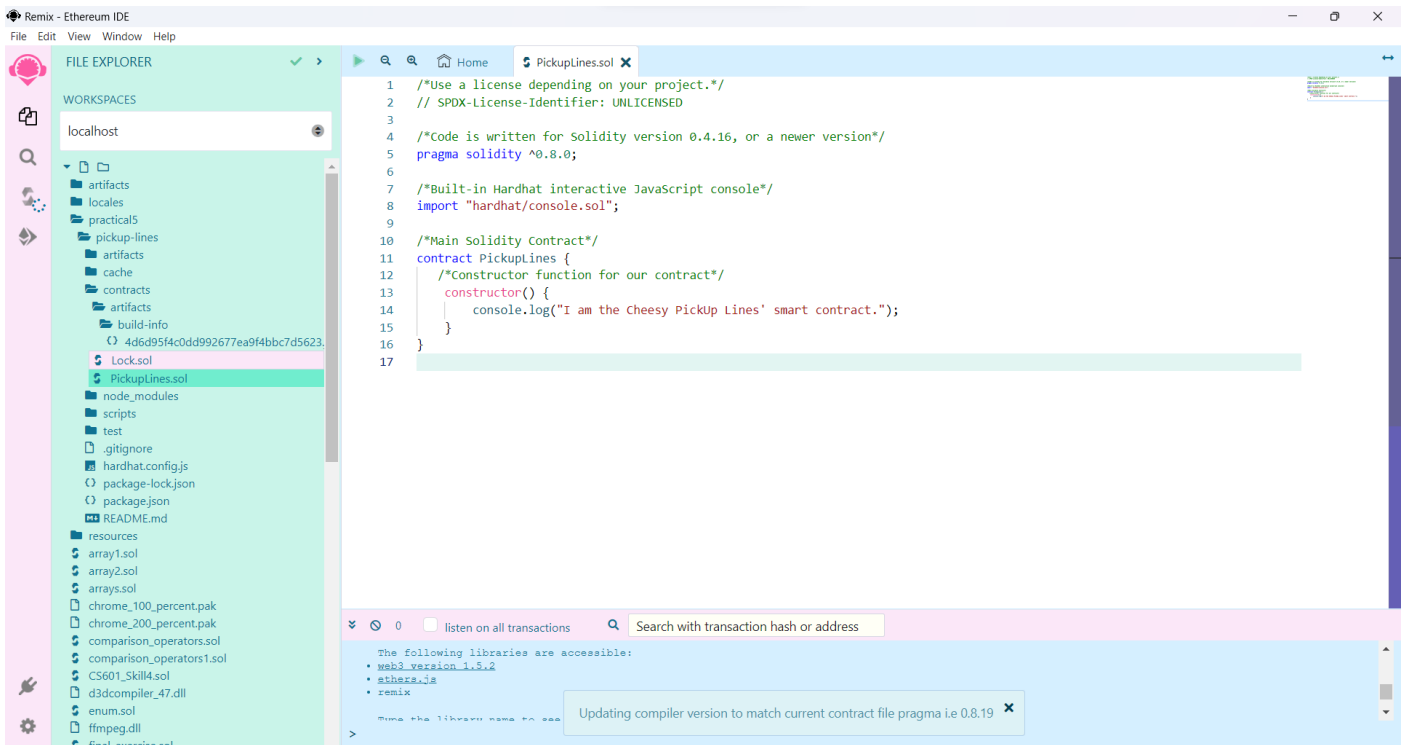 Remix - Ethereum IDE
File Edit View Window Help
FILE EXPLORER
WORKSPACES
localhost
artifacts
locales
practical5
pickup-lines
artifacts
cache
contracts
artifacts
build-info
4d6d95f4c0dd992677ea9f4bbc7d5623.
Lock.sol
PickupLines.sol
node_modules
scripts
test
.gitignore
hardhat.config.js
package-lock.json
package.json
README.md
resources
array1.sol
array2.sol
arrays.sol
chrome_100_percent.pak
chrome_200_percent.pak
comparison_operators.sol
comparison_operators1.sol
CS601_Skill4.sol
d3dcompiler_47.dll
enum.sol
ffmpeg.dll
final_exercise.sol
Home PickupLines.sol
1 /*Use a license depending on your project.*/
2 // SPDX-License-Identifier: UNLICENSED
3
4 /*Code is written for Solidity version 0.4.16, or a newer version*/
5 pragma solidity ^0.8.0;
6
7 /*Built-in Hardhat interactive JavaScript console*/
8 import "hardhat/console.sol";
9
10 /*Main Solidity Contract*/
11 contract PickupLines {
12 /*Constructor function for our contract*/
13 constructor() {
14 console.log("I am the Cheesy PickUp Lines' smart contract.");
15 }
16 }
17
0 listen on all transactions Search with transaction hash or address
The following libraries are accessible:
• web3 version 1.5.2
• ethers.js
• remix
Type the library name to see
>
Updating compiler version to match current contract file pragma i.e 0.8.19